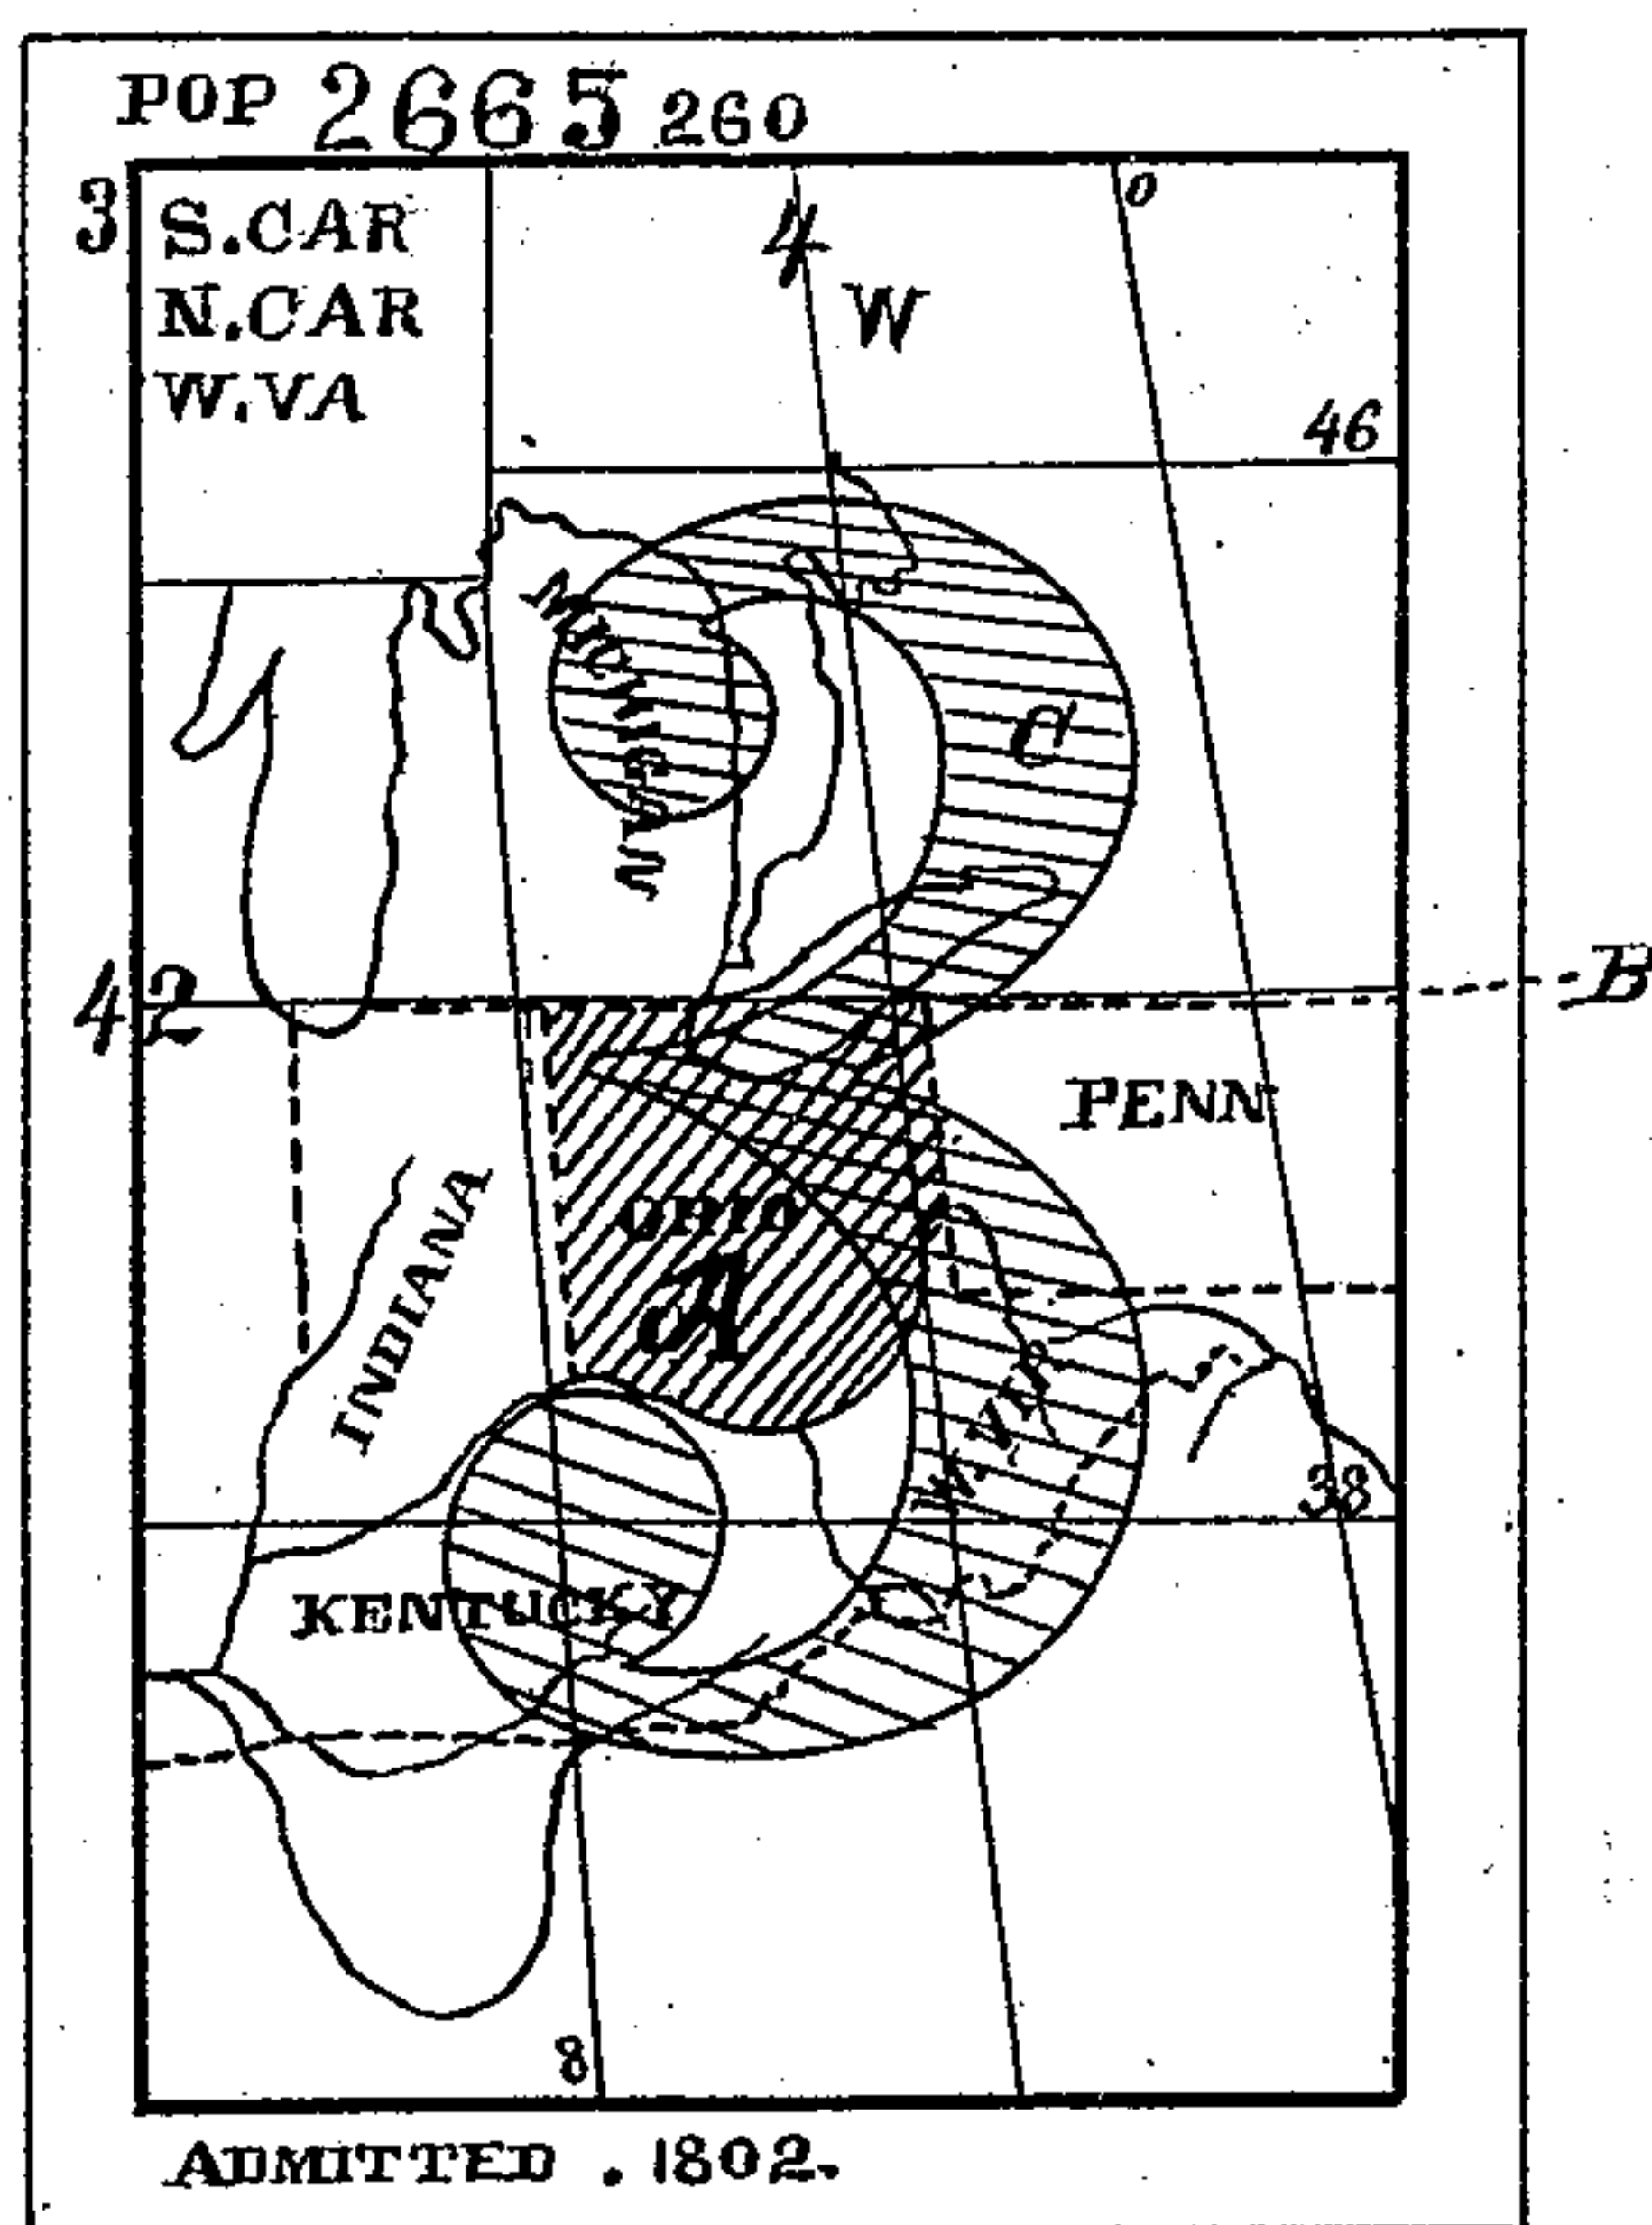 POP 2665 260
3
S.CAR
N.CAR
W.VA
4
W
0
46
MICHIGAN
C
42
B
PENN
OHIO
A
INDIANA
W.VIR
38
KENTUCKY
8
ADMITTED . 1802.